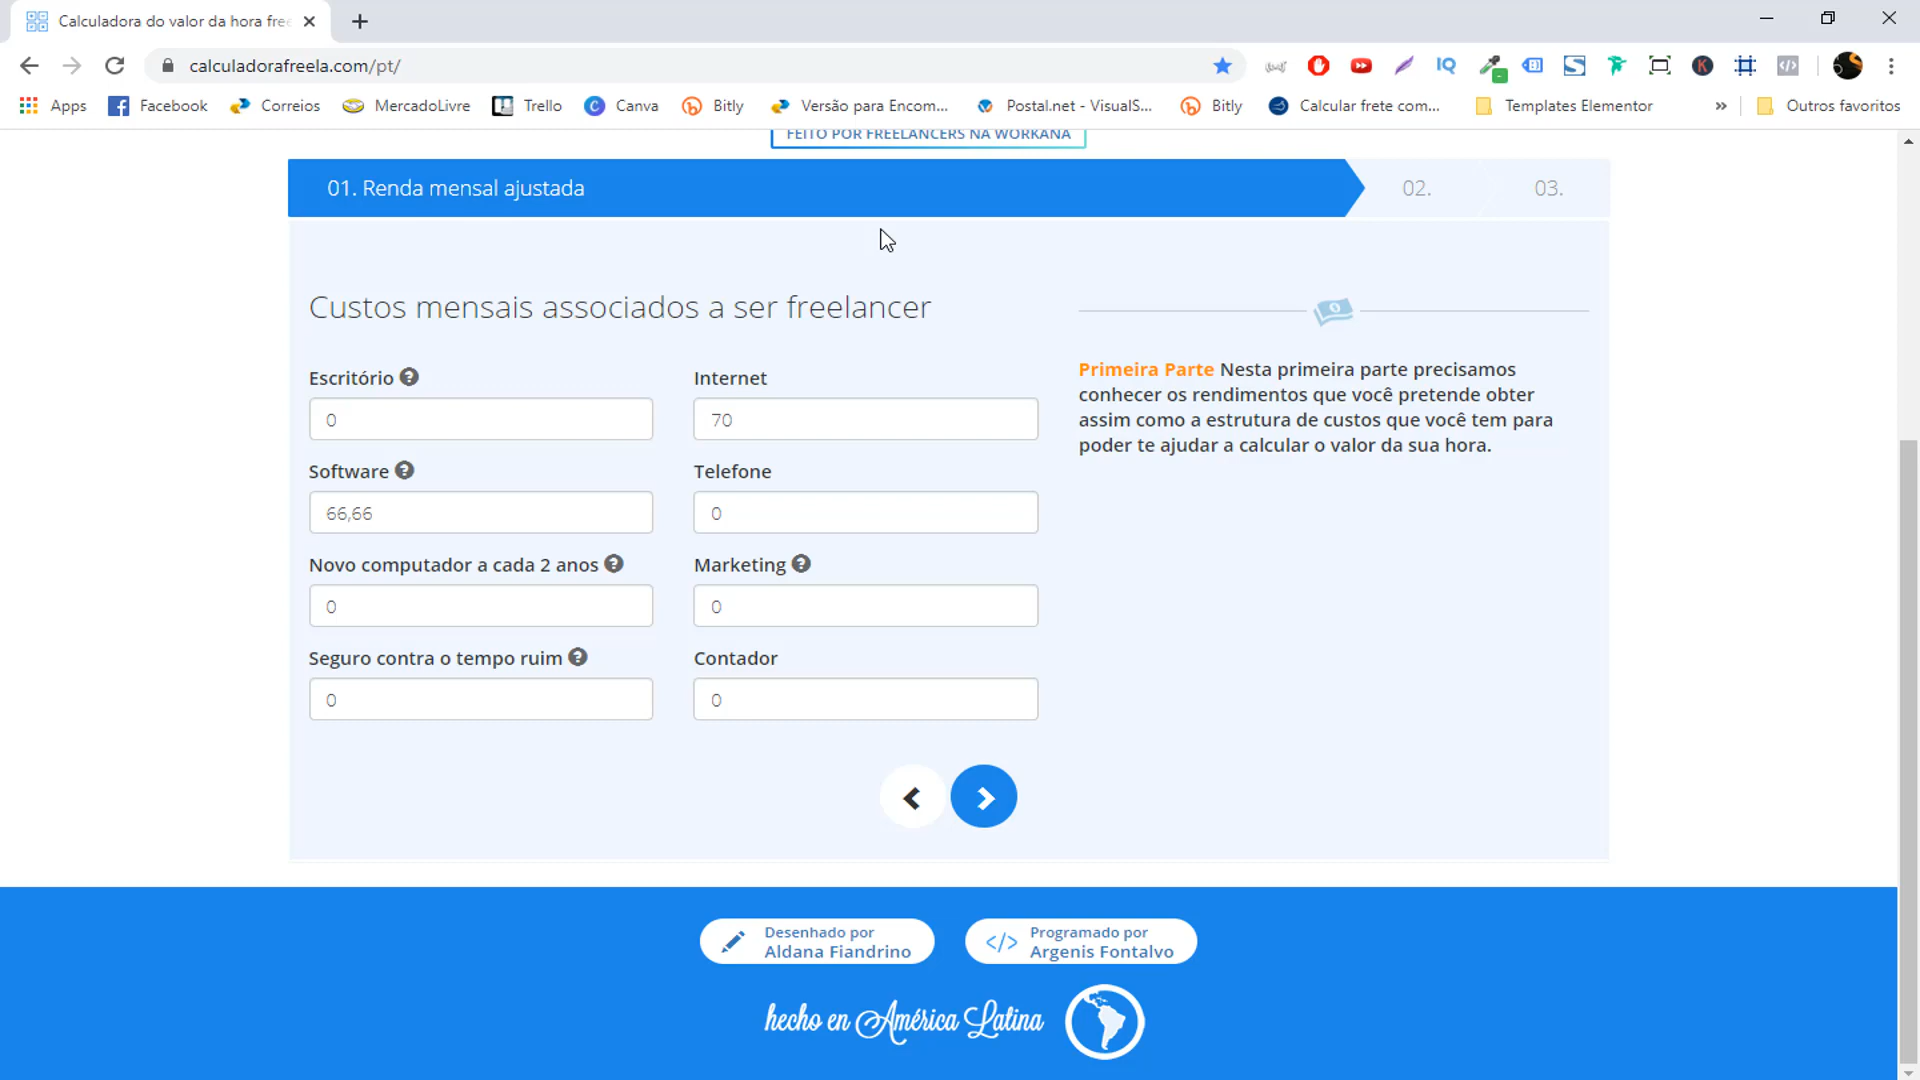 Calculadora do valor da hora free
calculadorafreela.com/pt/
IQ
K
Apps
Facebook
Correios
MercadoLivre
Trello
Canva
Bitly
Versão para Encom...
Postal.net - VisualS...
Bitly
Calcular frete com...
Templates Elementor
»
Outros favoritos
FEITO POR FREELANCERS NA WORKANA
01. Renda mensal ajustada
02.
03.
Custos mensais associados a ser freelancer
Escritório
Internet
0
70
Software
Telefone
66,66
0
Novo computador a cada 2 anos
Marketing
0
0
Seguro contra o tempo ruim
Contador
0
0
Primeira Parte Nesta primeira parte precisamos
conhecer os rendimentos que você pretende obter
assim como a estrutura de custos que você tem para
poder te ajudar a calcular o valor da sua hora.
Desenhado por
Aldana Fiandrino
</> Programado por
Argenis Fontalvo
hecho en América Latina